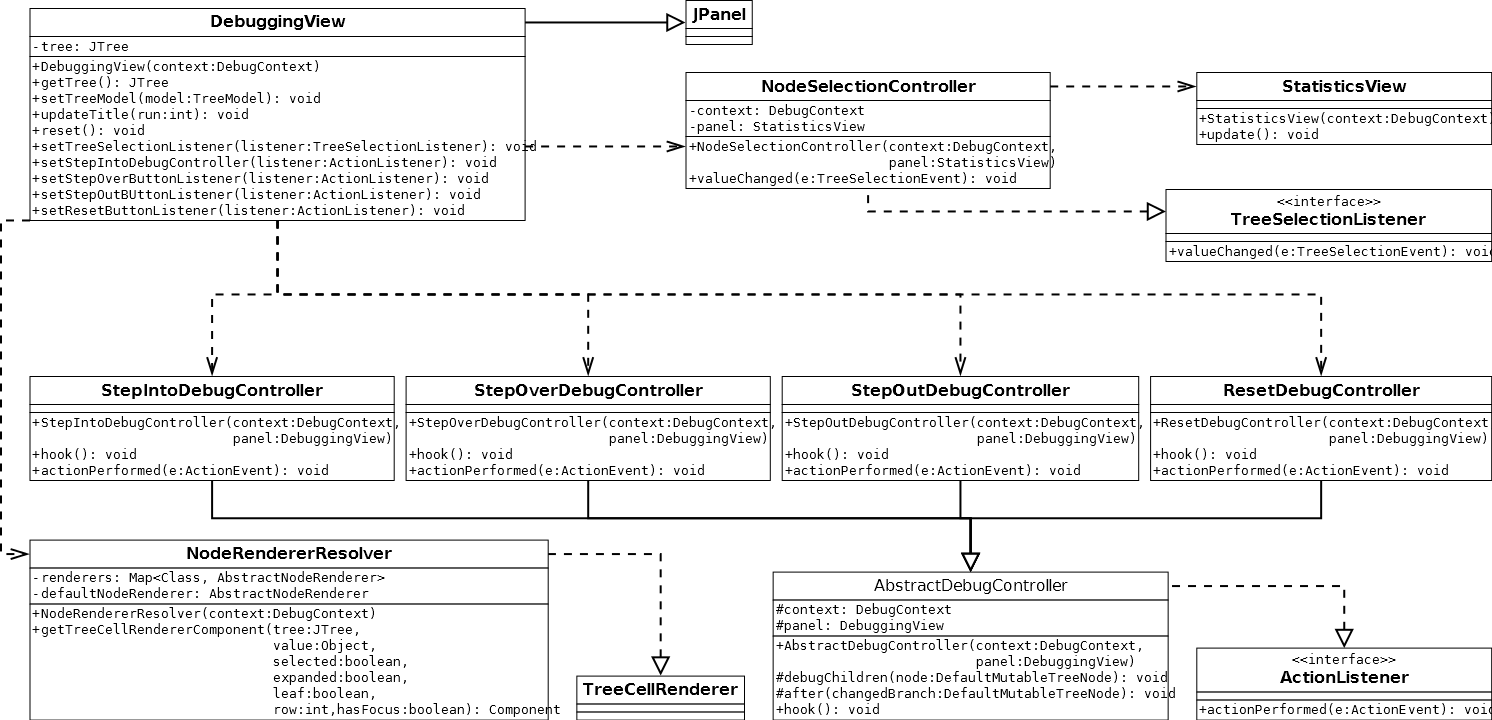 DebuggingView
-tree: JTree
+DebuggingView(context:DebugContext)
+getTree(): JTree
+setTreeModel(model:TreeModel): void
+updateTitle(run:int): void
+reset(): void
+setTreeSelectionListener(listener:TreeSelectionListener): void
+setStepIntoDebugController(listener:ActionListener): void
+setStepOverButtonListener(listener:ActionListener): void
+setStepOutBUttonListener(listener:ActionListener): void
+setResetButtonListener(listener:ActionListener): void
JPanel
NodeSelectionController
-context: DebugContext
-panel: StatisticsView
+NodeSelectionController(context:DebugContext,
panel:StatisticsView)
+valueChanged(e:TreeSelectionEvent): void
StatisticsView
+StatisticsView(context:DebugContext)
+update(): void
<<interface>>
TreeSelectionListener
+valueChanged(e:TreeSelectionEvent): void
StepIntoDebugController
+StepIntoDebugController(context:DebugContext,
panel:DebuggingView)
+hook(): void
+actionPerformed(e:ActionEvent): void
StepOverDebugController
+StepOverDebugController(context:DebugContext,
panel:DebuggingView)
+hook(): void
+actionPerformed(e:ActionEvent): void
StepOutDebugController
+StepOutDebugController(context:DebugContext,
panel:DebuggingView)
+hook(): void
+actionPerformed(e:ActionEvent): void
ResetDebugController
+ResetDebugController(context:DebugContext
panel:DebuggingView)
+hook(): void
+actionPerformed(e:ActionEvent): void
NodeRendererResolver
-renderers: Map<Class, AbstractNodeRenderer>
-defaultNodeRenderer: AbstractNodeRenderer
+NodeRendererResolver(context:DebugContext)
+getTreeCellRendererComponent(tree:JTree,
value:Object,
selected:boolean,
expanded:boolean,
leaf:boolean,
row:int,hasFocus:boolean): Component
TreeCellRenderer
AbstractDebugController
#context: DebugContext
#panel: DebuggingView
+AbstractDebugController(context:DebugContext,
panel:DebuggingView)
#debugChildren(node:DefaultMutableTreeNode): void
#after(changedBranch:DefaultMutableTreeNode): void
+hook(): void
<<interface>>
ActionListener
+actionPerformed(e:ActionEvent): void